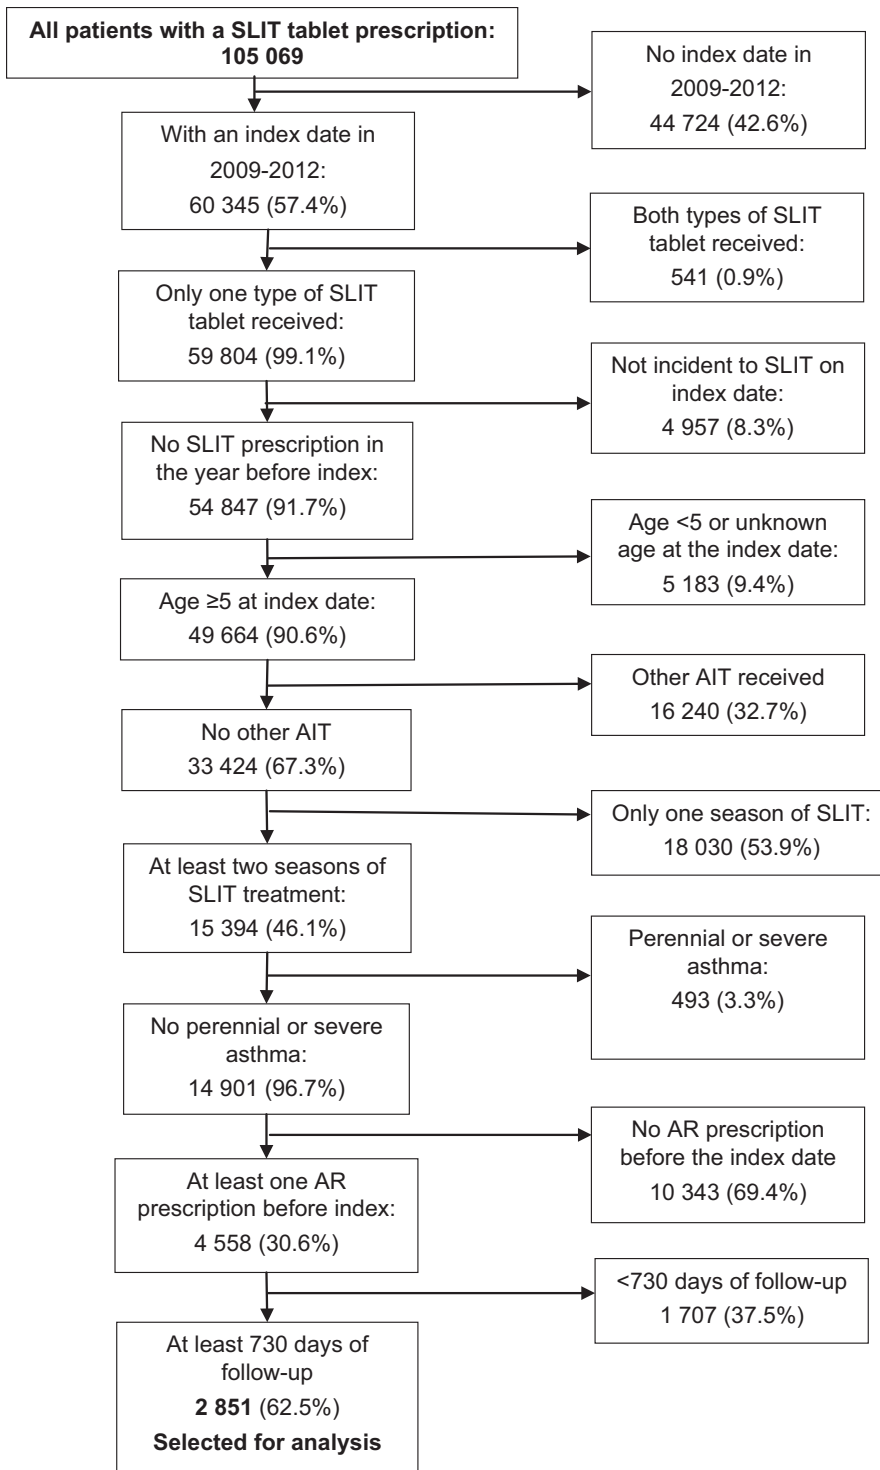 All patients with a SLIT tablet prescription:
105 069
No index date in
2009-2012:
44 724 (42.6%)
With an index date in
2009-2012:
60 345 (57.4%)
Both types of SLIT
tablet received:
541 (0.9%)
Only one type of SLIT
tablet received:
59 804 (99.1%)
Not incident to SLIT on
index date:
4 957 (8.3%)
No SLIT prescription in
the year before index:
54 847 (91.7%)
Age <5 or unknown
age at the index date:
5 183 (9.4%)
Age ≥5 at index date:
49 664 (90.6%)
Other AIT received
16 240 (32.7%)
No other AIT
33 424 (67.3%)
Only one season of SLIT:
18 030 (53.9%)
At least two seasons of
SLIT treatment:
15 394 (46.1%)
Perennial or severe
asthma:
493 (3.3%)
No perennial or severe
asthma:
14 901 (96.7%)
No AR prescription
before the index date
10 343 (69.4%)
At least one AR
prescription before index:
4 558 (30.6%)
<730 days of follow-up
1 707 (37.5%)
At least 730 days of
follow-up
2 851 (62.5%)
Selected for analysis